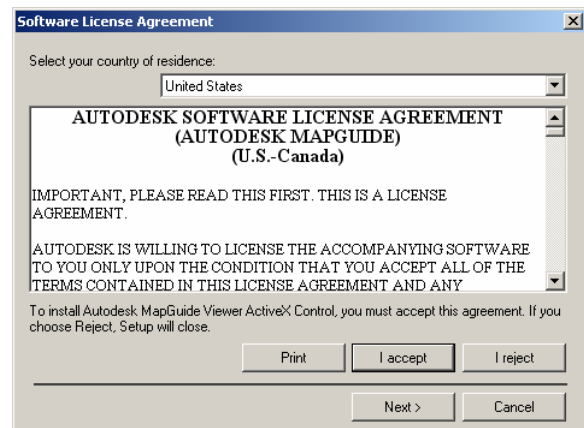 Software License Agreement
Select your country of residence:
United States
AUTODESK SOFTWARE LICENSE AGREEMENT
(AUTODESK MAPGUIDE)
(U.S.-Canada)
IMPORTANT, PLEASE READ THIS FIRST. THIS IS A LICENSE
AGREEMENT.
AUTODESK IS WILLING TO LICENSE THE ACCOMPANYING SOFTWARE
TO YOU ONLY UPON THE CONDITION THAT YOU ACCEPT ALL OF THE
TERMS CONTAINED IN THIS LICENSE AGREEMENT AND ANY
To install Autodesk MapGuide Viewer ActiveX Control, you must accept this agreement. If you
choose Reject, Setup will close.
Print
I accept
I reject
Next >
Cancel